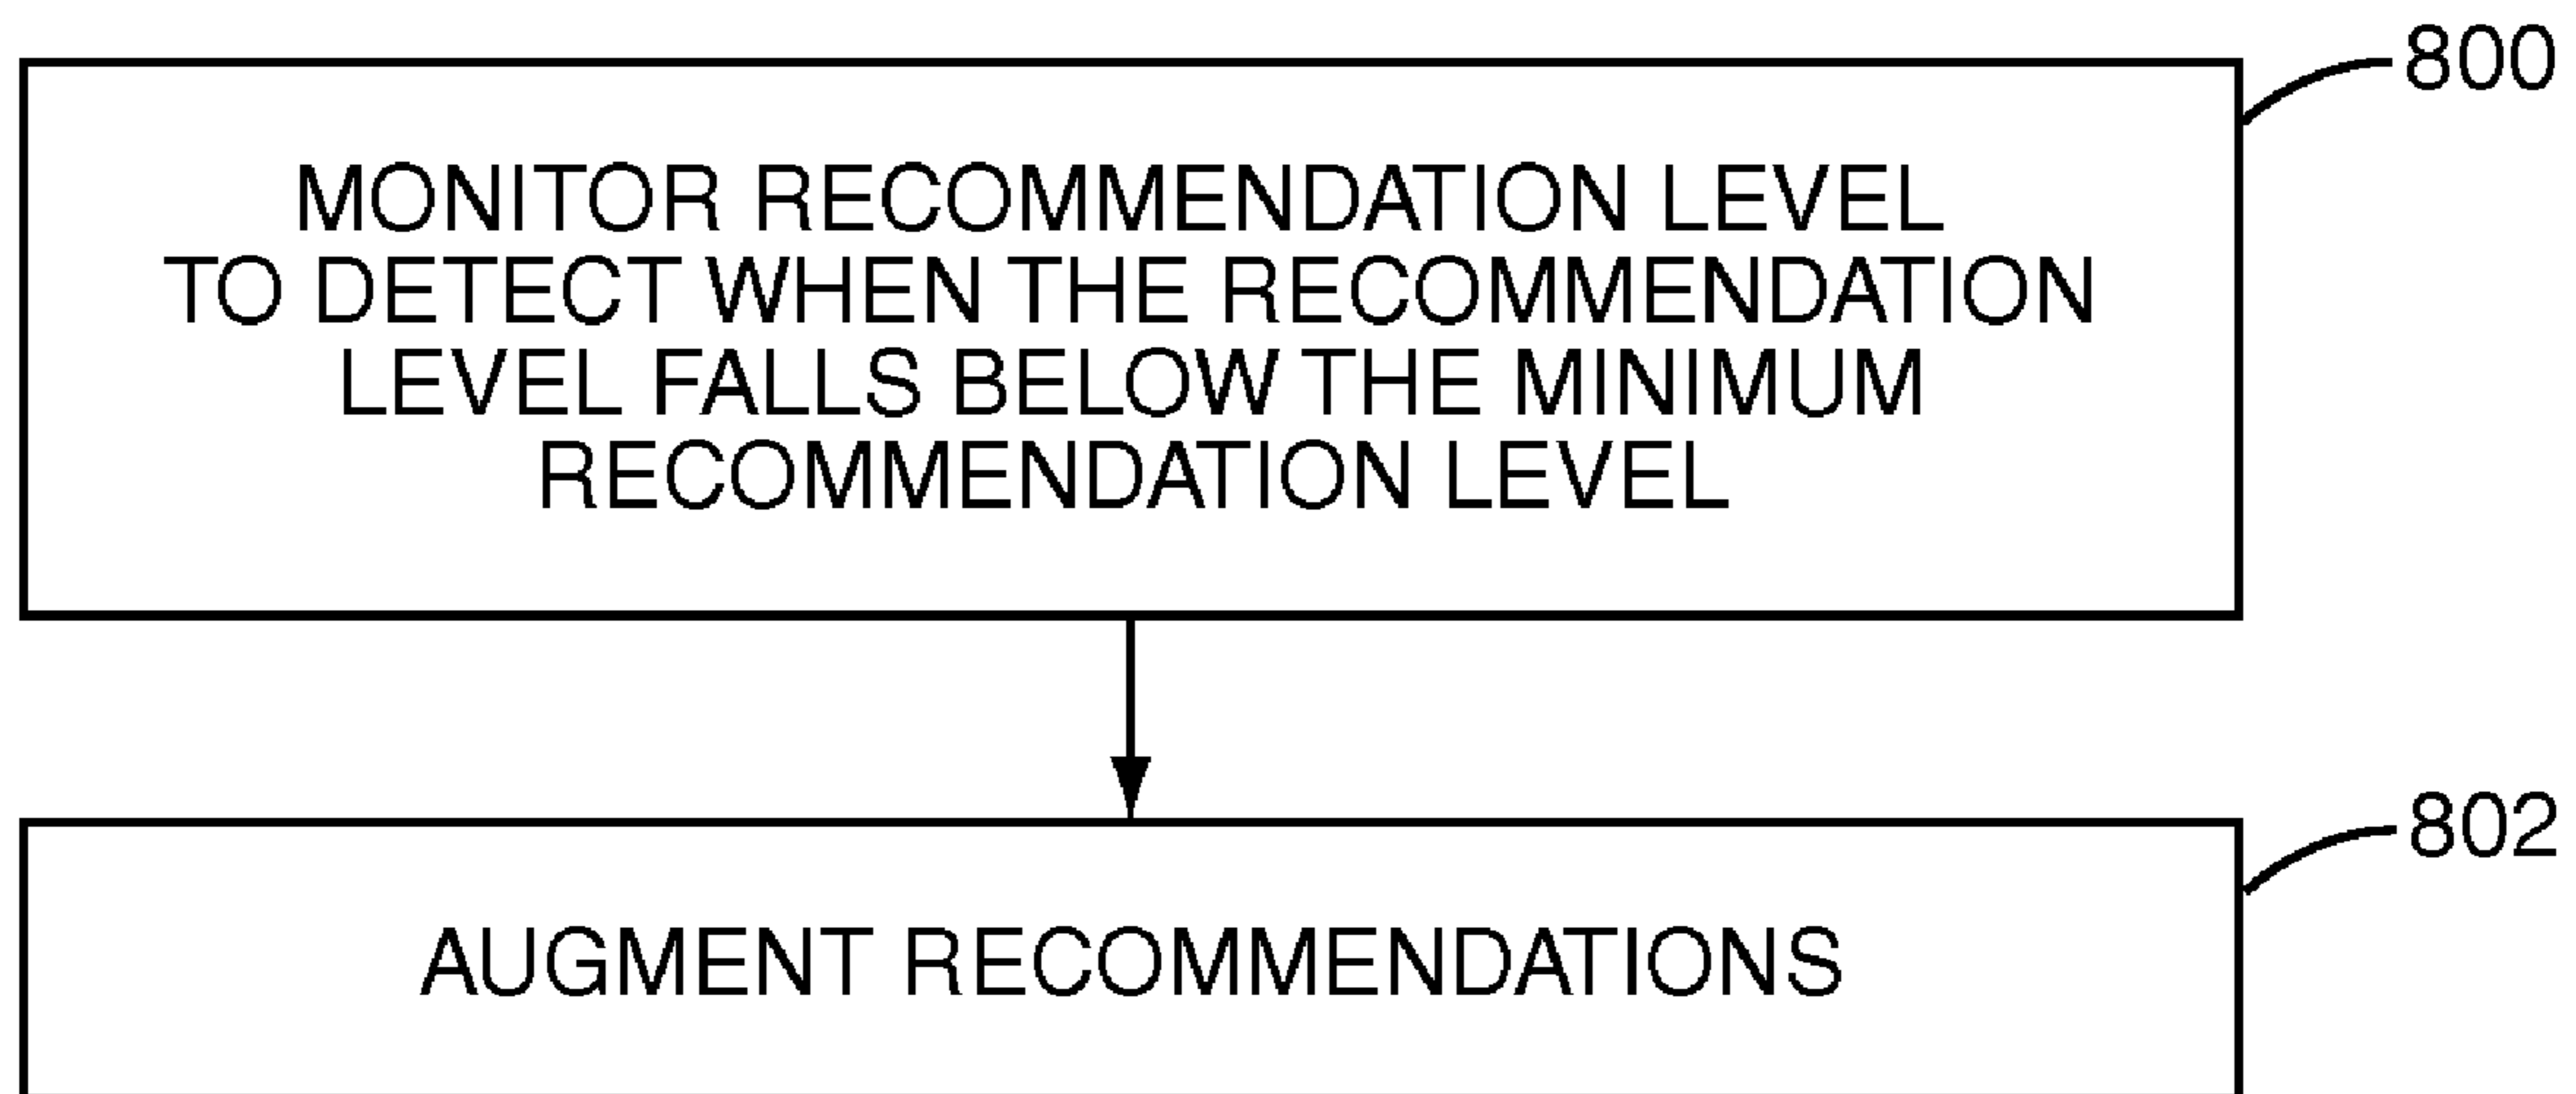 800
MONITOR RECOMMENDATION LEVEL
TO DETECT WHEN THE RECOMMENDATION
LEVEL FALLS BELOW THE MINIMUM
RECOMMENDATION LEVEL
802
AUGMENT RECOMMENDATIONS